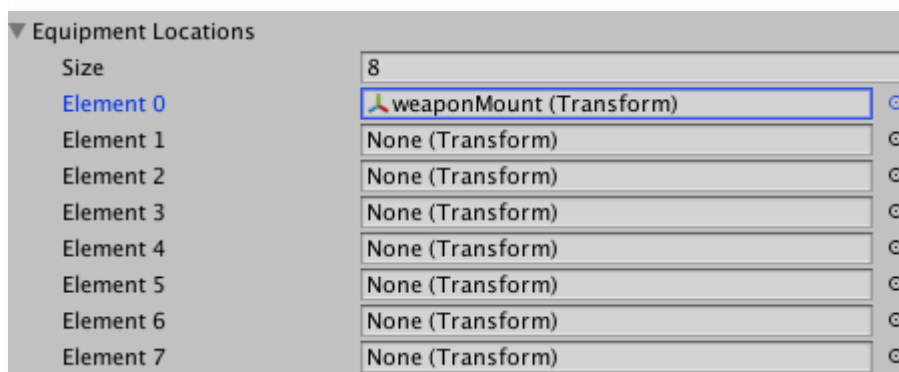 Equipment Locations
Size 8
Element 0 weaponMount (Transform)
Element 1 None (Transform)
Element 2 None (Transform)
Element 3 None (Transform)
Element 4 None (Transform)
Element 5 None (Transform)
Element 6 None (Transform)
Element 7 None (Transform)